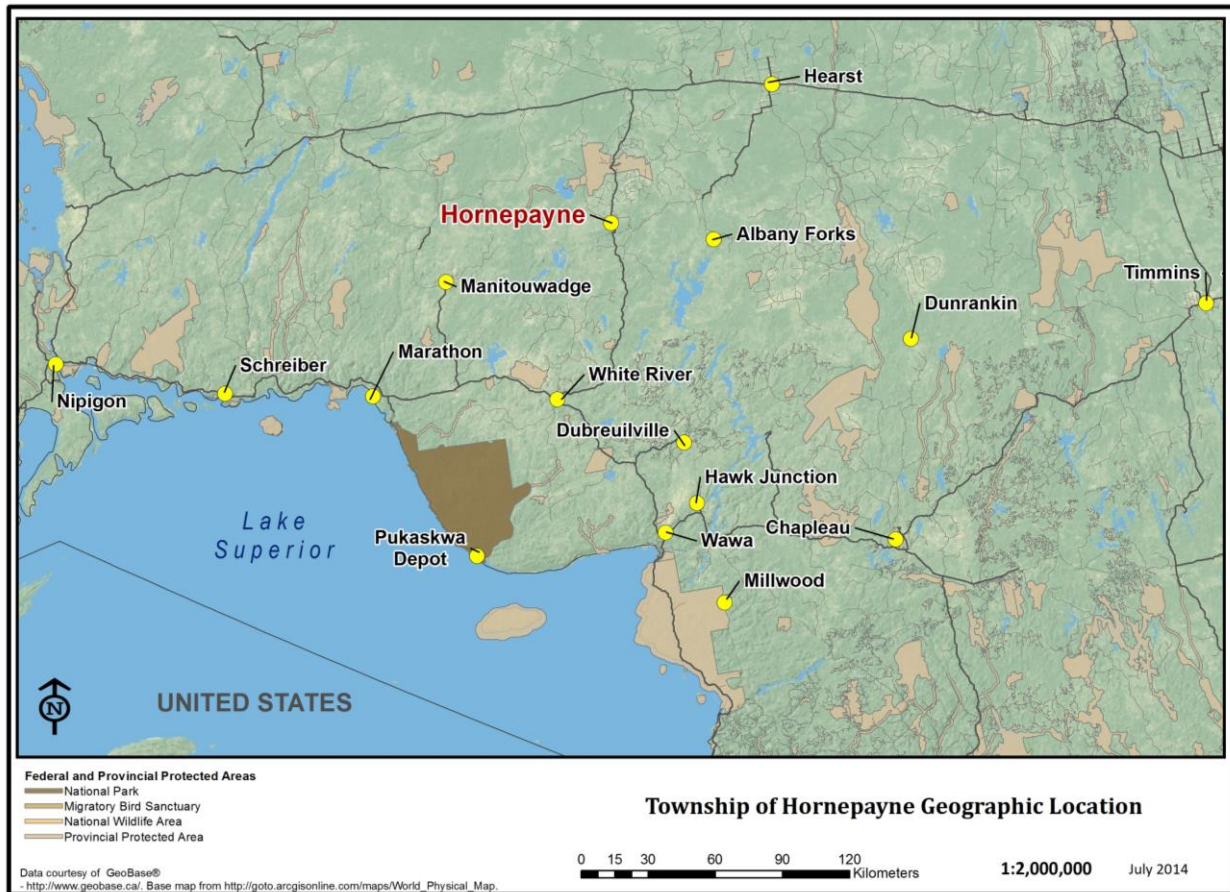 Hearst
Hornepayne
Albany Forks
Manitouwadge
Timmins
Dunrankin
Marathon
Schreiber
White River
Nipigon
Dubreuilville
Hawk Junction
Lake
Superior
Chapleau
Pukaskwa
Depot
Wawa
Millwood
N
UNITED STATES
Federal and Provincial Protected Areas
National Park
Migratory Bird Sanctuary
National Wildlife Area
Provincial Protected Area
Township of Hornepayne Geographic Location
0 15 30 60 90 120
Kilometers
1:2,000,000
July 2014
Data courtesy of GeoBase®
- http://www.geobase.ca/. Base map from http://goto.arcgisonline.com/maps/World_Physical_Map.